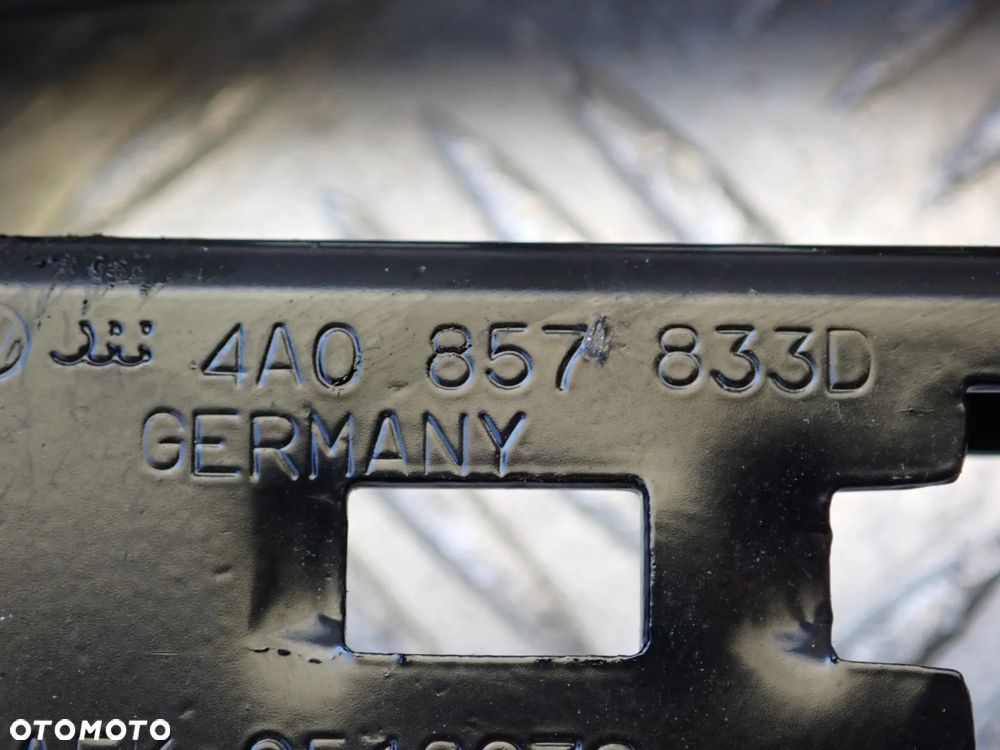 4A0 857 833D
GERMANY
OTOMOTO